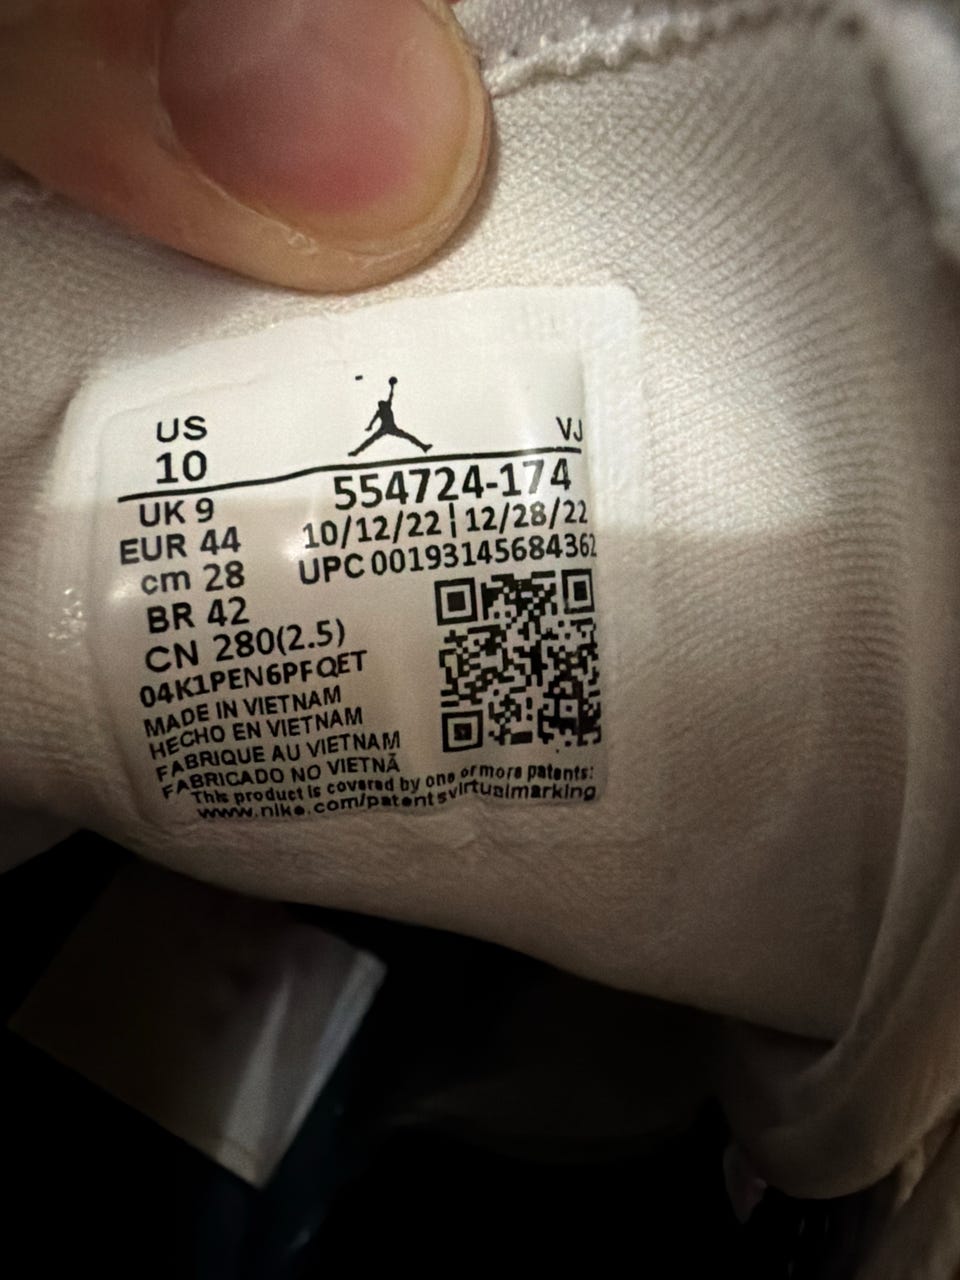 US
10
VJ
554724-174
UK 9
10/12/22 | 12/28/22
EUR 44
UPC 00193145684362
cm 28
BR 42
CN 280(2.5)
04K1PEN6PFQET
MADE IN VIETNAM
HECHO EN VIETNAM
FABRIQUE AU VIETNAM
FABRICADO NO VIETNÃ
This product is covered by one or more patents:
www.nike.com/patentsvirtualmarking